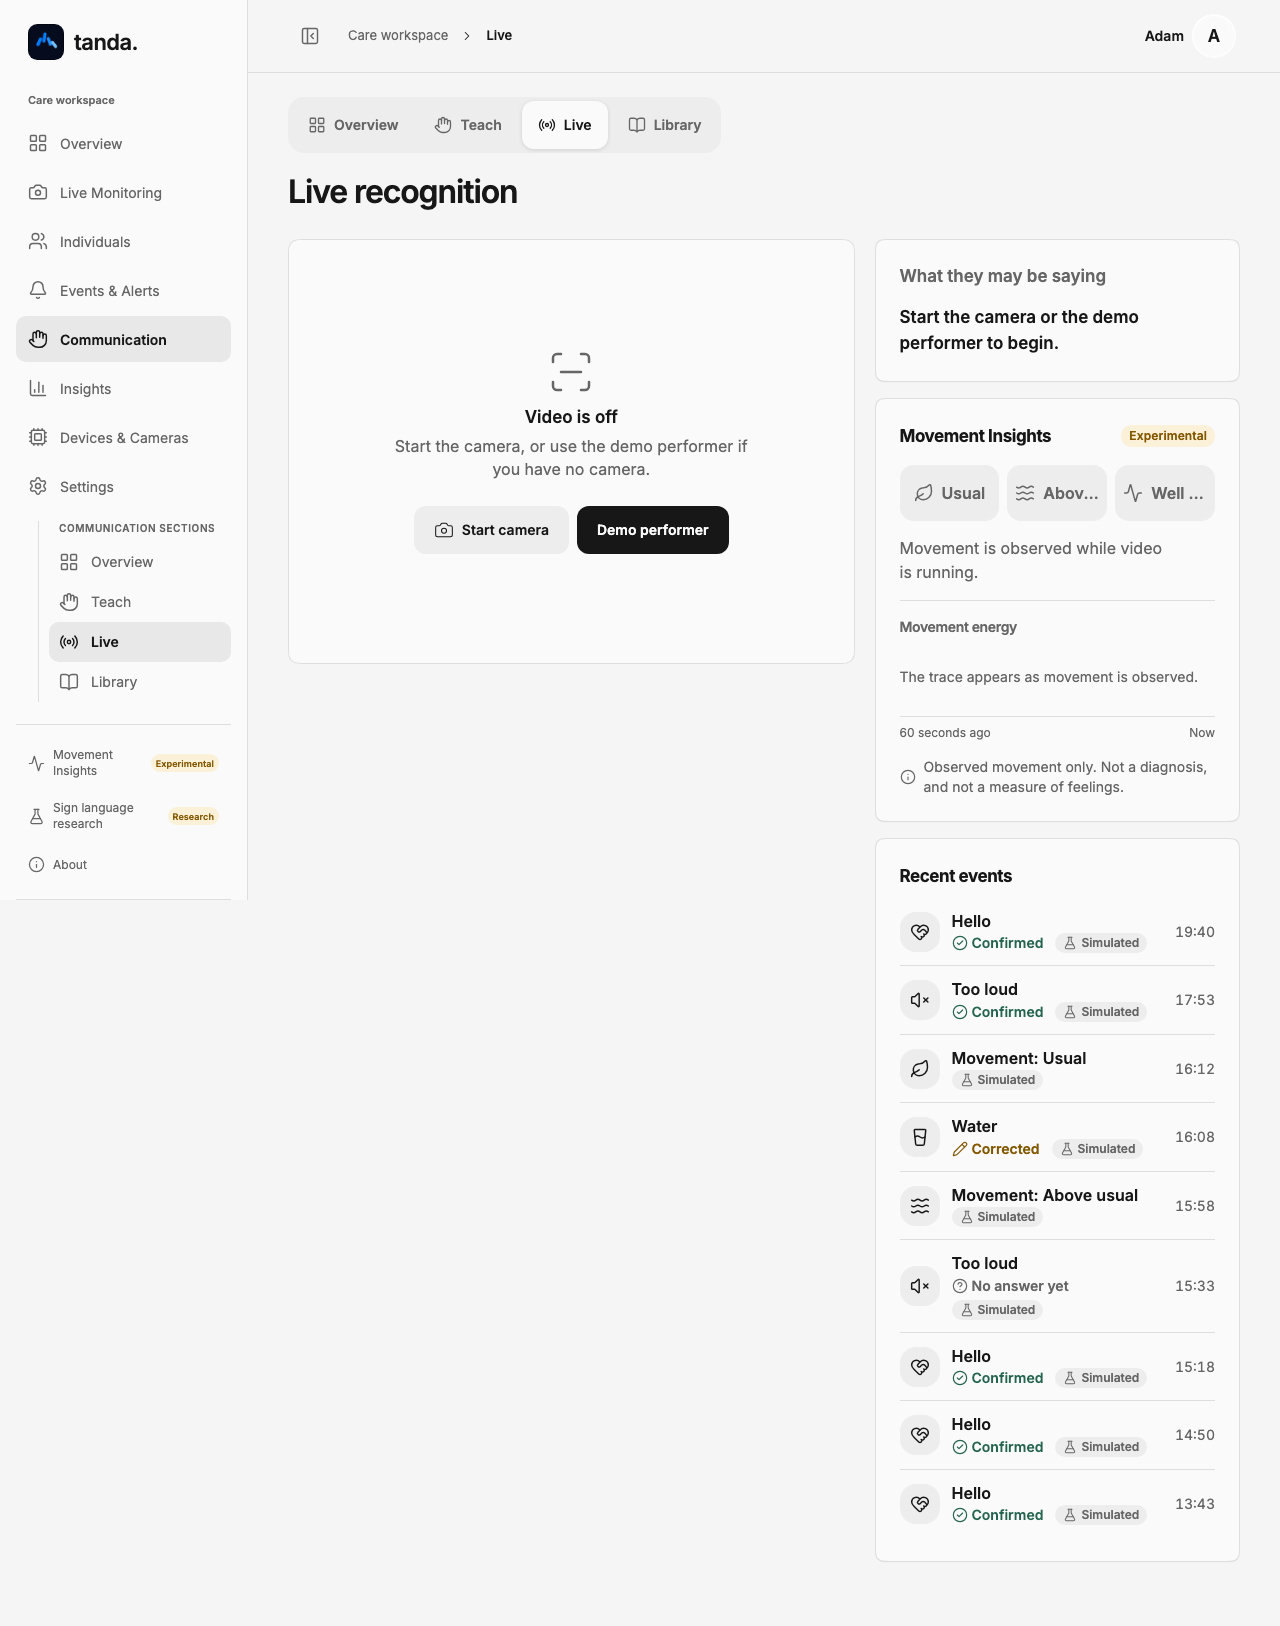 tanda.
Care workspace
Overview
Live Monitoring
Individuals
Events & Alerts
Communication
Insights
Devices & Cameras
Settings
COMMUNICATION SECTIONS
Overview
Teach
Live
Library
Movement
Insights
Experimental
Sign language
research
Research
About
Care workspace
Live
Adam
A
Overview
Teach
Live
Library
Live recognition
Video is off
Start the camera, or use the demo performer if
you have no camera.
Start camera
Demo performer
What they may be saying
Start the camera or the demo
performer to begin.
Movement Insights
Experimental
Usual
Abov...
Well ...
Movement is observed while video
is running.
Movement energy
The trace appears as movement is observed.
60 seconds ago
Now
Observed movement only. Not a diagnosis,
and not a measure of feelings.
Recent events
Hello
Confirmed
Simulated
19:40
Too loud
Confirmed
Simulated
17:53
Movement: Usual
Simulated
16:12
Water
Corrected
Simulated
16:08
Movement: Above usual
Simulated
15:58
Too loud
No answer yet
Simulated
15:33
Hello
Confirmed
Simulated
15:18
Hello
Confirmed
Simulated
14:50
Hello
Confirmed
Simulated
13:43